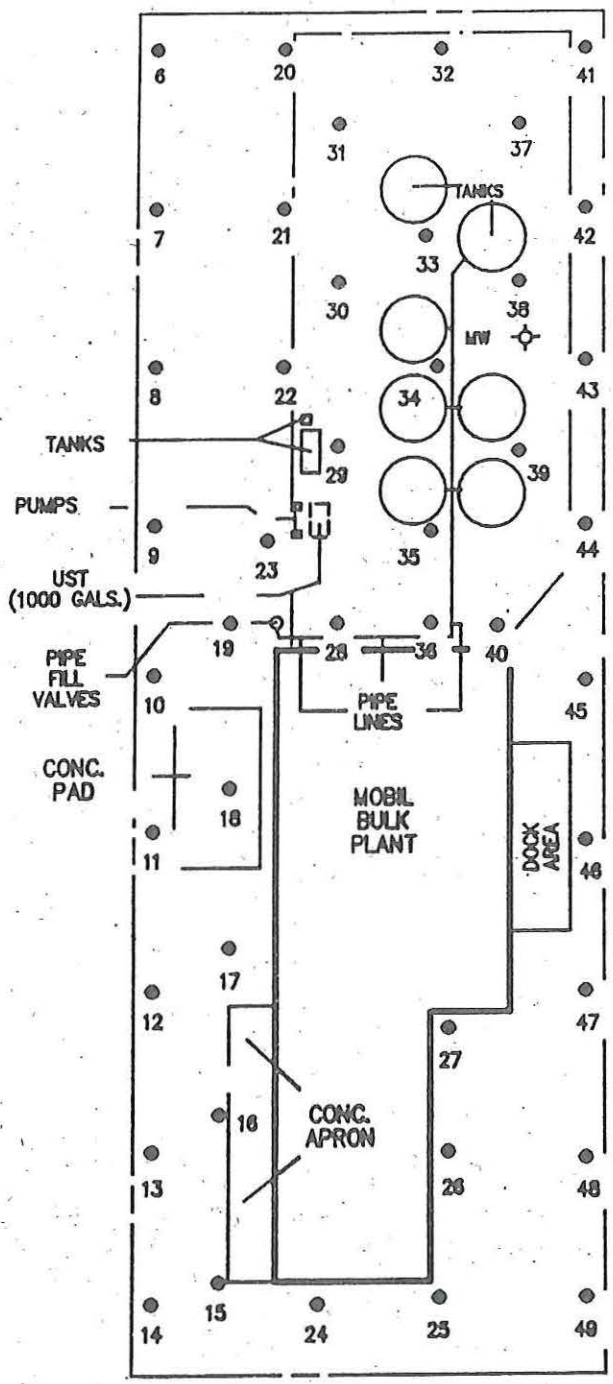 6 20 32 41
31 37
TANKS
7 21 33 42
30 38
MW
8 22 34 43
TANKS
29 39
PUMPS
9 23 35 44
UST
(1000 GALS.)
19 28 36 40
PIPE
FILL
VALVES
10 45
PIPE
LINES
CONC.
PAD
18
MOBIL
BULK
PLANT
DOCK
AREA
11 46
17
12 47
27
16
CONC.
APRON
13 26 48
15
14 24 25 49